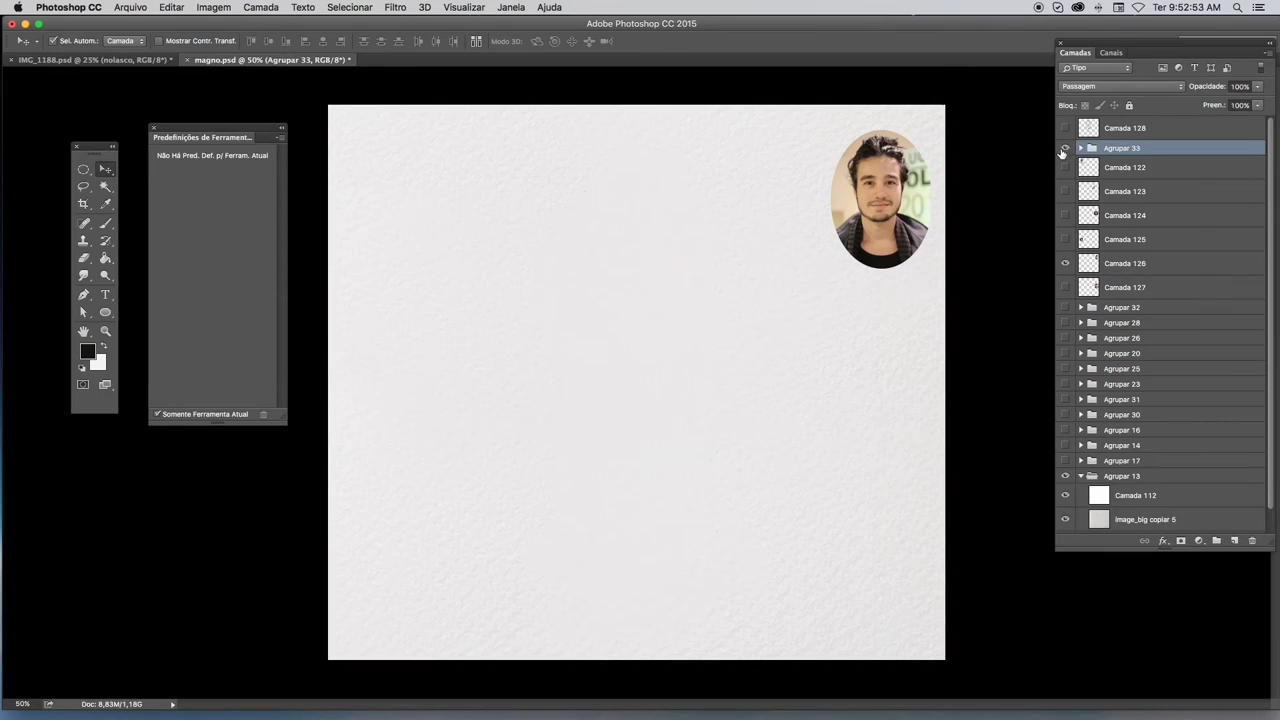 Photoshop CC Arquivo Editar Imagem Camada Texto Selecionar Filtro 3D Visualizar Janela Ajuda Ter 9:52:53 AM
Adobe Photoshop CC 2015
Sel. Autom.: Camada Mostrar Contr. Transf. Modo 3D:
IMG_1188.psd @ 25% (nolasco, RGB/8*) * magno.psd @ 50% (Agrupar 33, RGB/8*) *
Camadas Canais
Tipo
Passagem Opacidade: 100%
Bloq.: Preen.: 100%
Camada 128
Agrupar 33
Camada 122
Camada 123
Camada 124
Camada 125
Camada 126
Camada 127
Agrupar 32
Agrupar 28
Agrupar 26
Agrupar 20
Agrupar 25
Agrupar 23
Agrupar 31
Agrupar 30
Agrupar 16
Agrupar 14
Agrupar 17
Agrupar 13
Camada 112
Image_big copiar 5
Predefinições de Ferrament...
Não Há Pred. Def. p/ Ferram. Atual
Somente Ferramenta Atual
50% Doc: 8,83M/1,18G